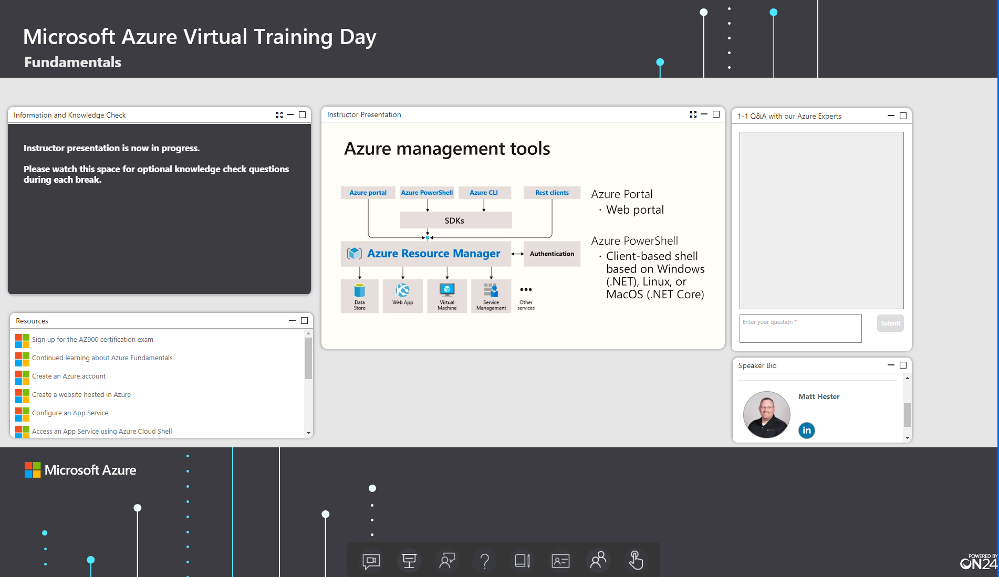 Microsoft Azure Virtual Training Day
Fundamentals
Information and Knowledge Check
Instructor presentation is now in progress.
Please watch this space for optional knowledge check questions
during each break.
Resources
Sign up for the AZ900 certification exam
Continued learning about Azure Fundamentals
Create an Azure account
Create a website hosted in Azure
Configure an App Service
Access an App Service using Azure Cloud Shell
Instructor Presentation
Azure management tools
Azure portal
Azure PowerShell
Azure CLI
Rest clients
SDKs
Azure Resource Manager
Authentication
Data
Store
Web App
Virtual
Machine
Service
Management
Other
services
Azure Portal
· Web portal
Azure PowerShell
· Client-based shell
based on Windows
(.NET), Linux, or
MacOS (.NET Core)
1-1 Q&A with our Azure Experts
Enter your question *
Submit
Speaker Bio
Matt Hester
in
Microsoft Azure
POWERED BY
ON24